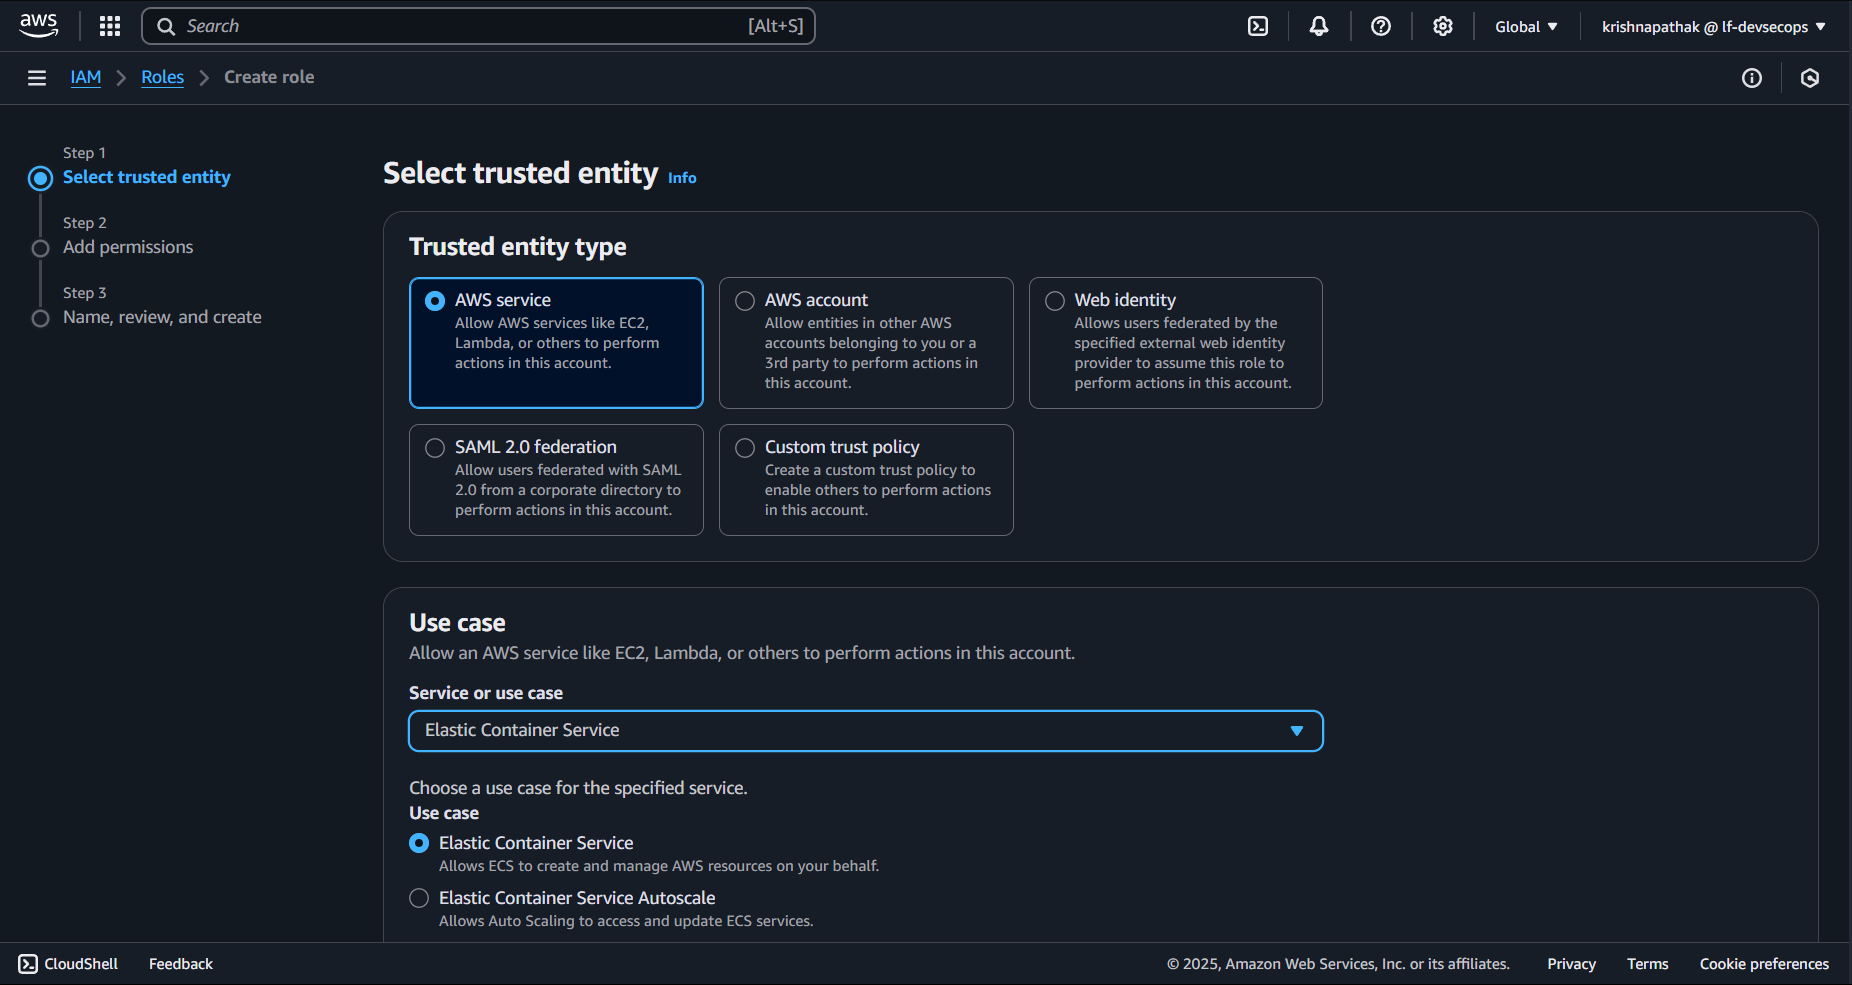 aws
Search
[Alt+S]
Global
krishnapathak @ lf-devsecops
IAM
Roles
Create role
Step 1
Select trusted entity
Step 2
Add permissions
Step 3
Name, review, and create
Select trusted entity Info
Trusted entity type
AWS service
Allow AWS services like EC2,
Lambda, or others to perform
actions in this account.
AWS account
Allow entities in other AWS
accounts belonging to you or a
3rd party to perform actions in
this account.
Web identity
Allows users federated by the
specified external web identity
provider to assume this role to
perform actions in this account.
SAML 2.0 federation
Allow users federated with SAML
2.0 from a corporate directory to
perform actions in this account.
Custom trust policy
Create a custom trust policy to
enable others to perform actions
in this account.
Use case
Allow an AWS service like EC2, Lambda, or others to perform actions in this account.
Service or use case
Elastic Container Service
Choose a use case for the specified service.
Use case
Elastic Container Service
Allows ECS to create and manage AWS resources on your behalf.
Elastic Container Service Autoscale
Allows Auto Scaling to access and update ECS services.
CloudShell
Feedback
© 2025, Amazon Web Services, Inc. or its affiliates.
Privacy
Terms
Cookie preferences